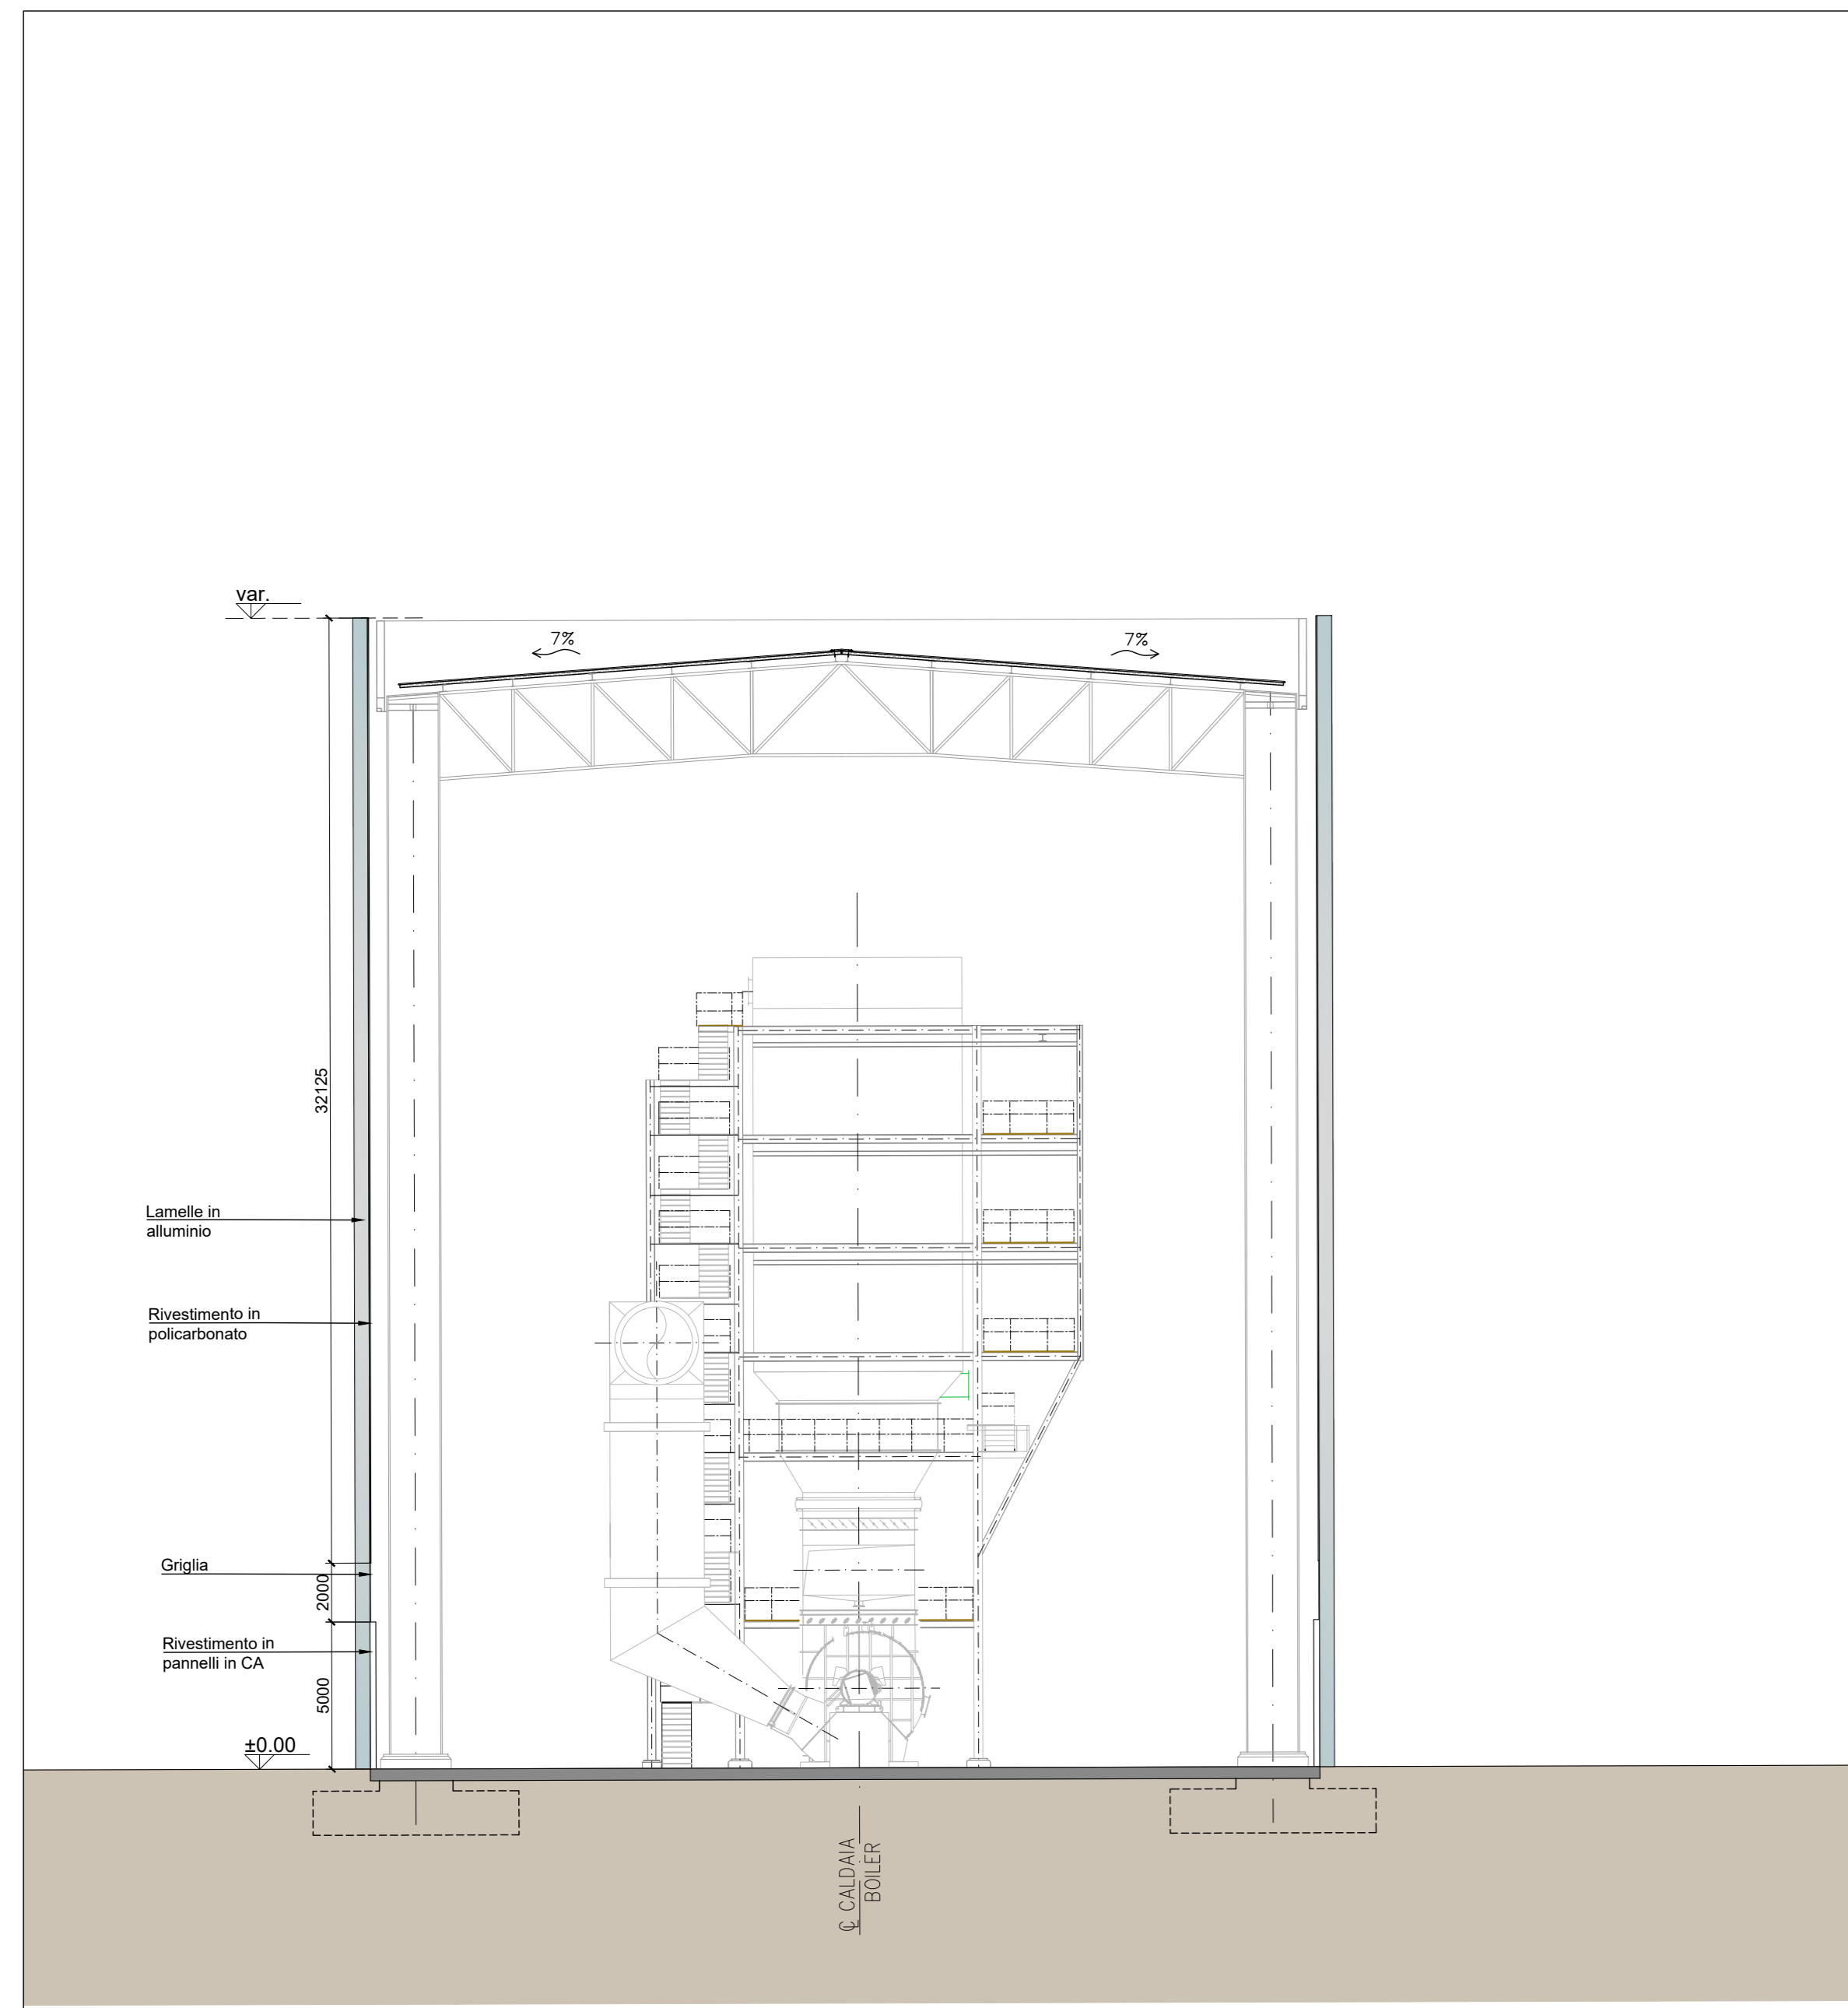 var.
7%
7%
32125
Lamelle in
alluminio
Rivestimento in
policarbonato
Griglia
2000
Rivestimento in
pannelli in CA
5000
±0.00
℄ CALDAIA
BOILER